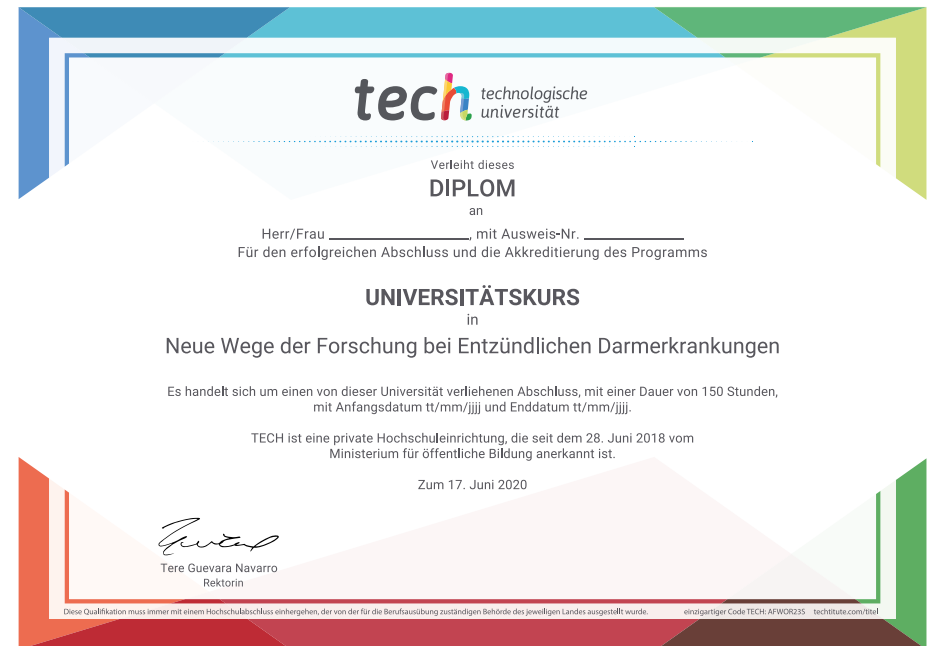 tech technologische
universität
Verleiht dieses
DIPLOM
an
Herr/Frau ____________________, mit Ausweis-Nr. ______________
Für den erfolgreichen Abschluss und die Akkreditierung des Programms
UNIVERSITÄTSKURS
in
Neue Wege der Forschung bei Entzündlichen Darmerkrankungen
Es handelt sich um einen von dieser Universität verliehenen Abschluss, mit einer Dauer von 150 Stunden,
mit Anfangsdatum tt/mm/jjjj und Enddatum tt/mm/jjjj.
TECH ist eine private Hochschuleinrichtung, die seit dem 28. Juni 2018 vom
Ministerium für öffentliche Bildung anerkannt ist.
Zum 17. Juni 2020
Tere Guevara Navarro
Rektorin
Diese Qualifikation muss immer mit einem Hochschulabschluss einhergehen, der von der für die Berufsausübung zuständigen Behörde des jeweiligen Landes ausgestellt wurde. einzigartiger Code TECH: AFWOR23S techtitute.com/titel